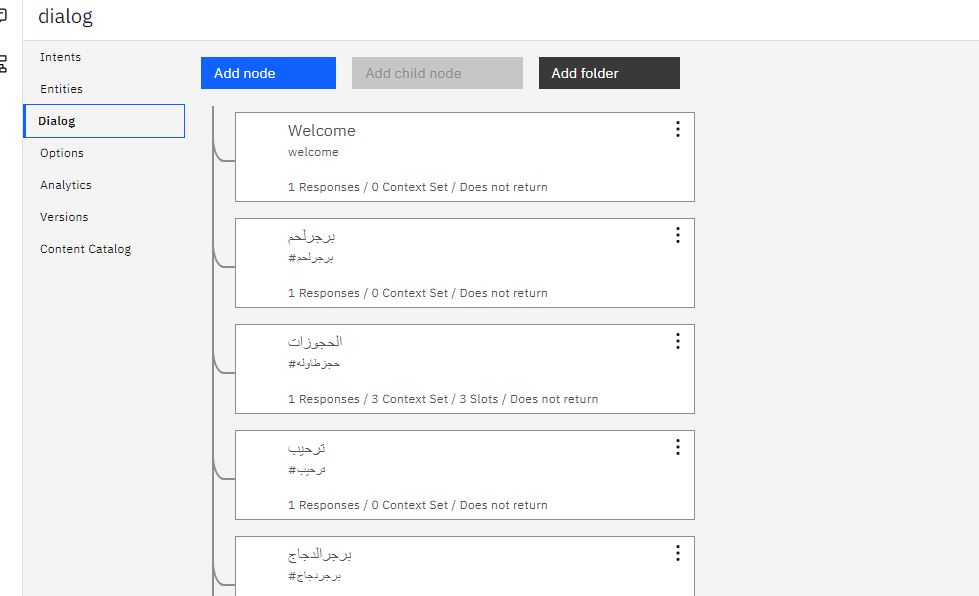 dialog
Intents
Entities
Dialog
Options
Analytics
Versions
Content Catalog
Add node
Add child node
Add folder
Welcome
welcome
1 Responses / 0 Context Set / Does not return
برجرلحم
#برجرلحم
1 Responses / 0 Context Set / Does not return
الحجوزات
#حجزطاوله
1 Responses / 3 Context Set / 3 Slots / Does not return
ترحيب
#ترحيب
1 Responses / 0 Context Set / Does not return
برجرالدجاج
#برجردجاج